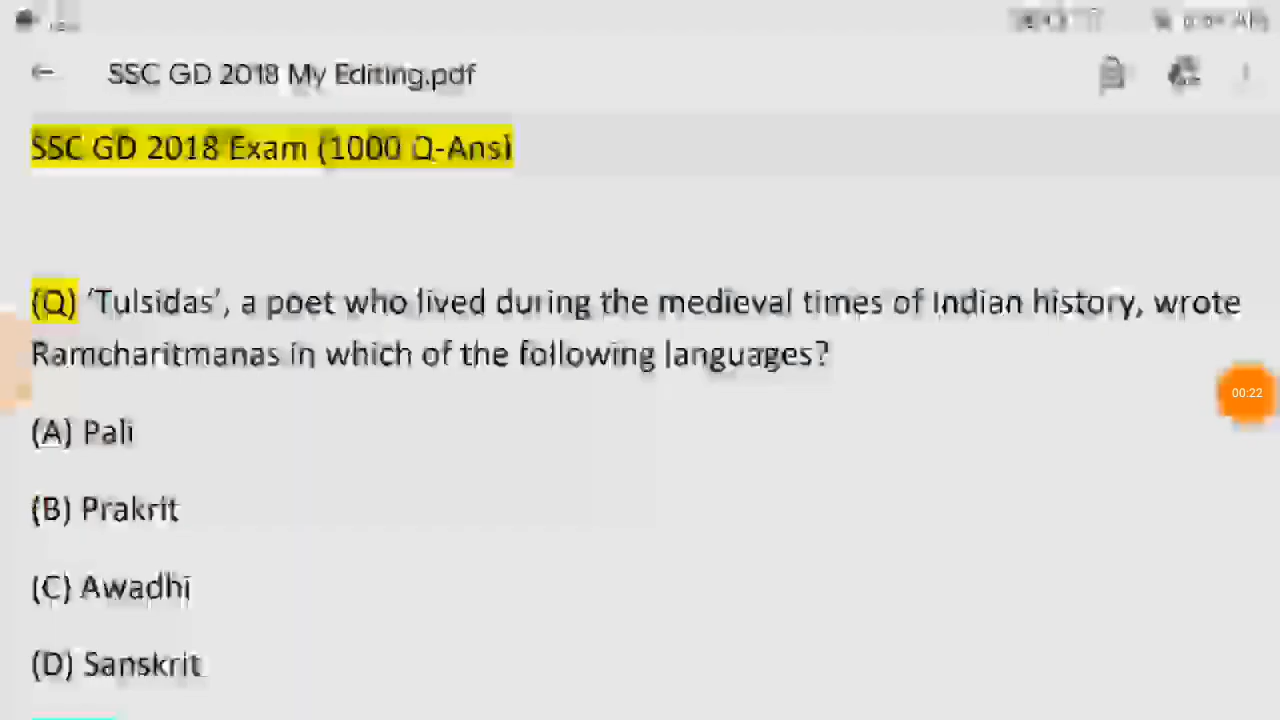 SSC GD 2018 My Editing.pdf
SSC GD 2018 Exam (1000 Q-Ans)
(Q) ‘Tulsidas’, a poet who lived during the medieval times of Indian history, wrote
Ramcharitmanas in which of the following languages?
00:22
(A) Pali
(B) Prakrit
(C) Awadhi
(D) Sanskrit